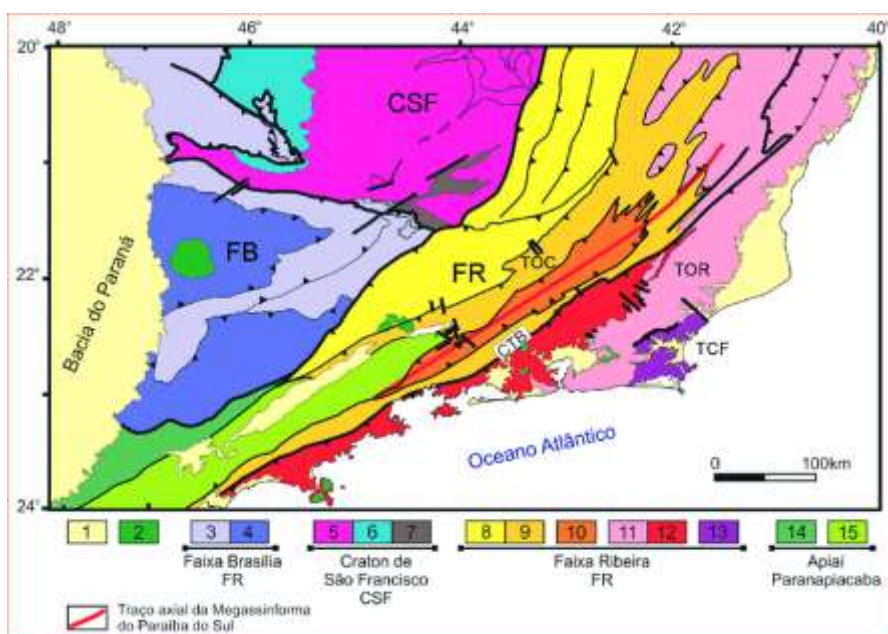 48° 46° 44° 42° 40°
20°
CSF
Bacia do Paraná
FB
22°
FR
TOC
TOR
CTB
TCF
Oceano Atlântico
0 100km
24°
1 2 3 4 5 6 7 8 9 10 11 12 13 14 15
Faixa Brasília
FR
Craton de
São Francisco
CSF
Faixa Ribeira
FR
Apiaí
Paranapiacaba
Traço axial da Megassinforma
do Paraíba do Sul